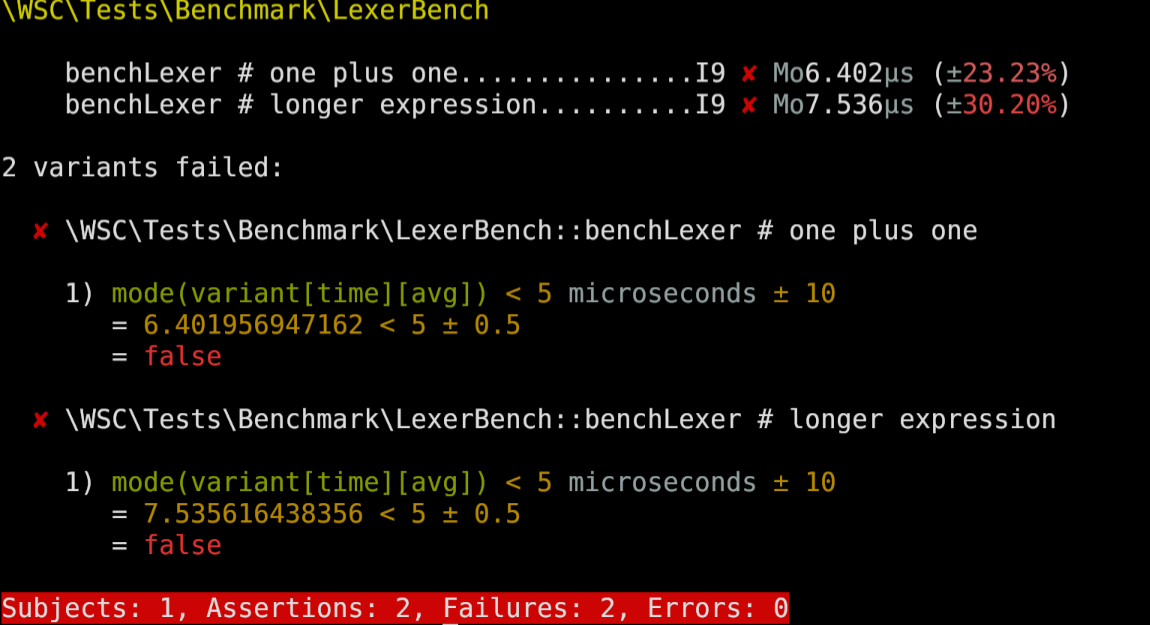 \WSC\Tests\Benchmark\LexerBench
benchLexer # one plus one...............I9 ✘ Mo6.402µs (±23.23%)
benchLexer # longer expression..........I9 ✘ Mo7.536µs (±30.20%)
2 variants failed:
✘ \WSC\Tests\Benchmark\LexerBench::benchLexer # one plus one
1) mode(variant[time][avg]) < 5 microseconds ± 10
= 6.401956947162 < 5 ± 0.5
= false
✘ \WSC\Tests\Benchmark\LexerBench::benchLexer # longer expression
1) mode(variant[time][avg]) < 5 microseconds ± 10
= 7.535616438356 < 5 ± 0.5
= false
Subjects: 1, Assertions: 2, Failures: 2, Errors: 0